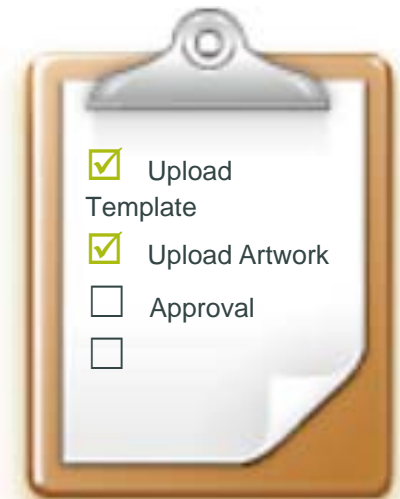 ☑ Upload
Template
☑ Upload Artwork
☐ Approval
☐